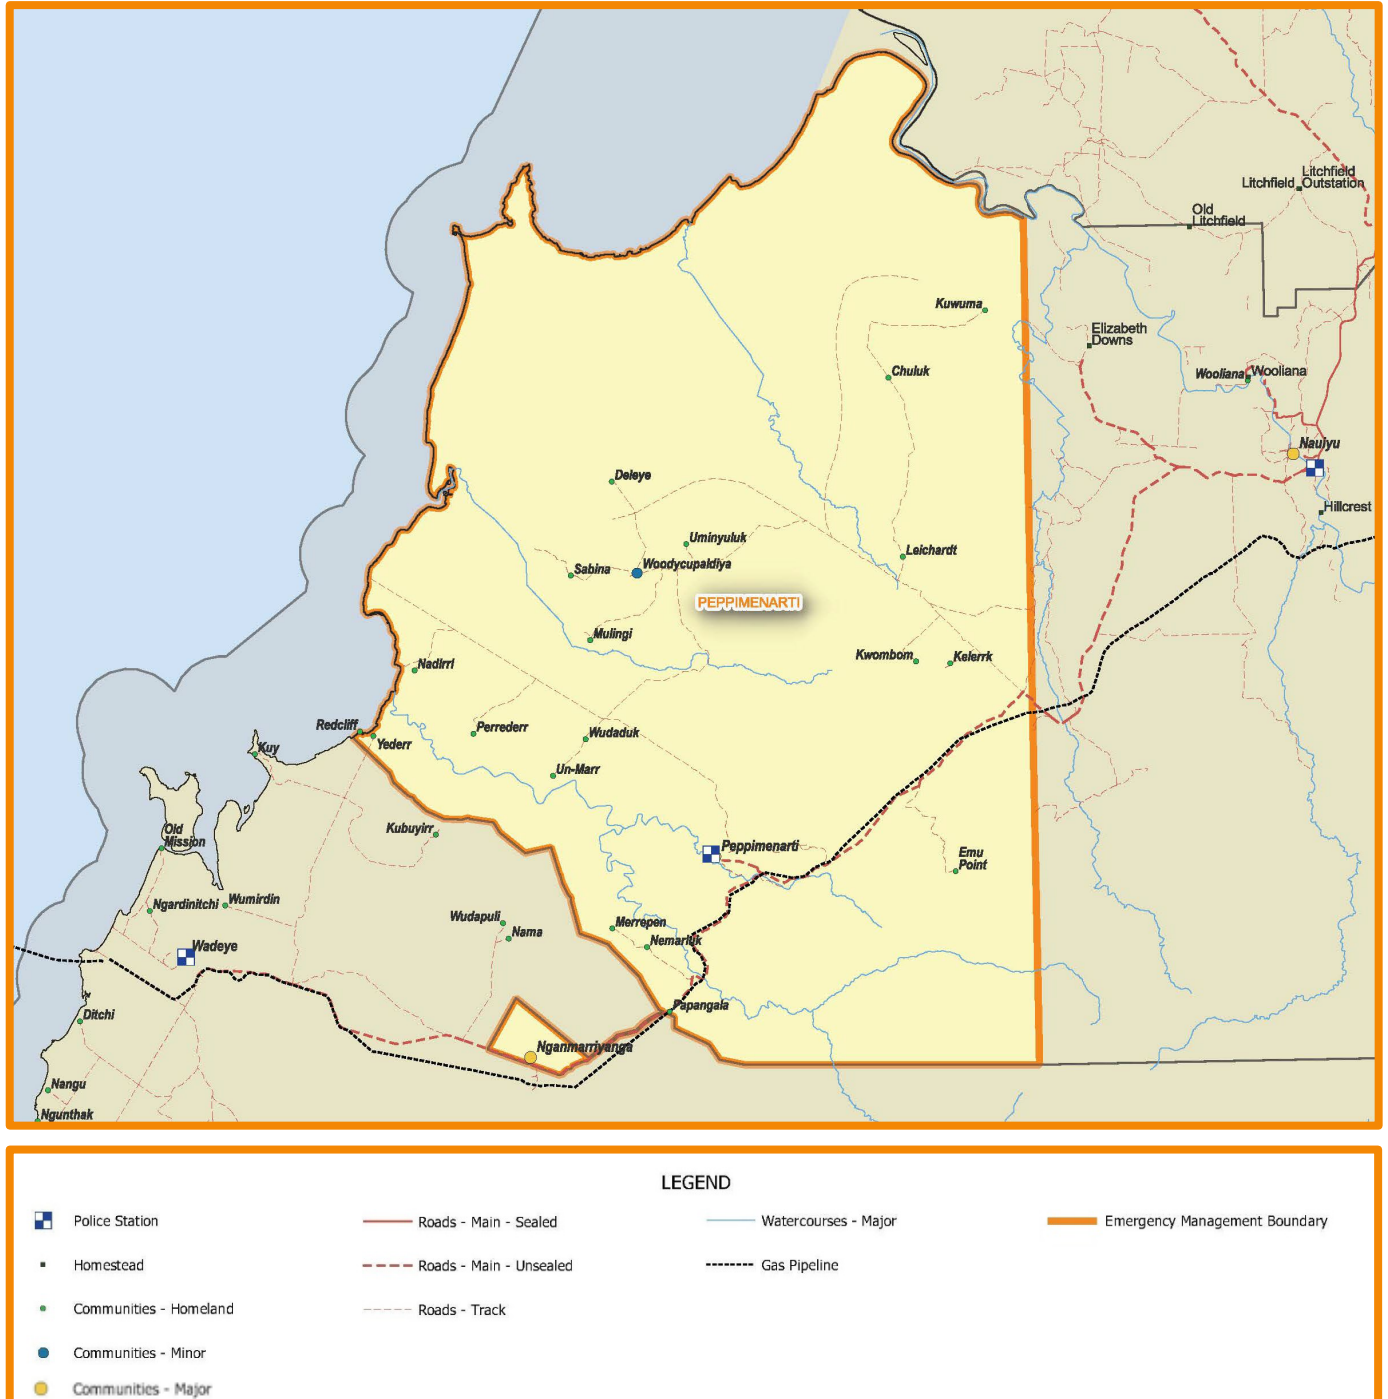 Litchfield
Litchfield Outstation
Old
Litchfield
Kuwuma
Elizabeth
Downs
Chuluk
Wooliana Wooliana
Nauiyu
Deleye
Hillcrest
Uminyuluk
Leichardt
Woodycupaldiya
Sabina
PEPPIMENARTI
Mulingi
Kwombom
Kelerrk
Nadirri
Redcliff
Perrederr
Wudaduk
Yederr
Kuy
Un-Marr
Old
Mission
Kubuyirr
Peppimenarti
Emu
Point
Ngardinitchi
Wumirdin
Wudapuli
Merrepen
Nama
Nemarluk
Wadeye
Papangala
Ditchi
Nganmarriyanga
Nangu
Ngunthak
LEGEND
Police Station
Roads - Main - Sealed
Watercourses - Major
Emergency Management Boundary
Homestead
Roads - Main - Unsealed
Gas Pipeline
Communities - Homeland
Roads - Track
Communities - Minor
Communities - Major